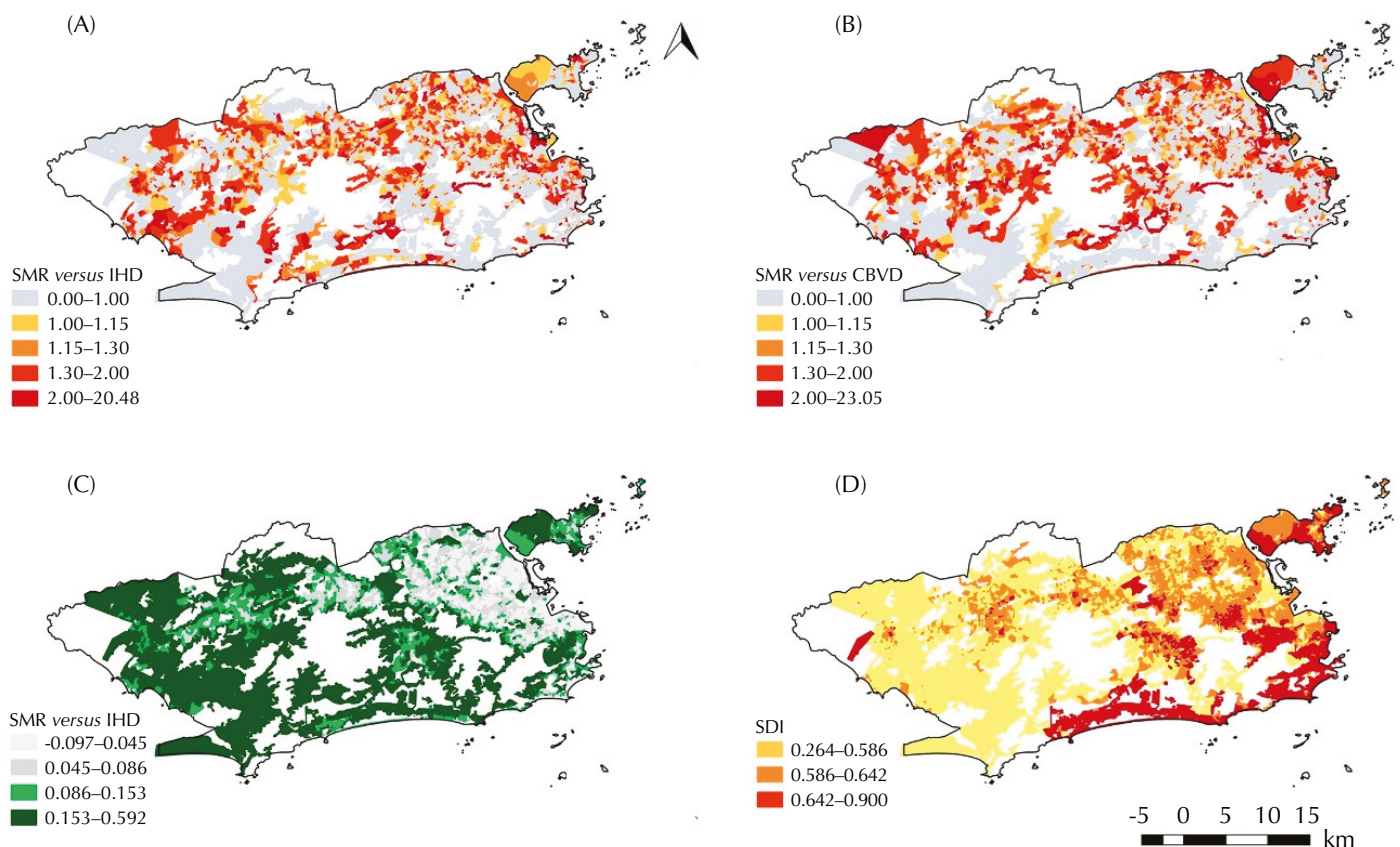 (A)
SMR versus IHD
0.00–1.00
1.00–1.15
1.15–1.30
1.30–2.00
2.00–20.48
(B)
SMR versus CBVD
0.00–1.00
1.00–1.15
1.15–1.30
1.30–2.00
2.00–23.05
(C)
SMR versus IHD
-0.097–0.045
0.045–0.086
0.086–0.153
0.153–0.592
(D)
SDI
0.264–0.586
0.586–0.642
0.642–0.900
-5 0 5 10 15
km